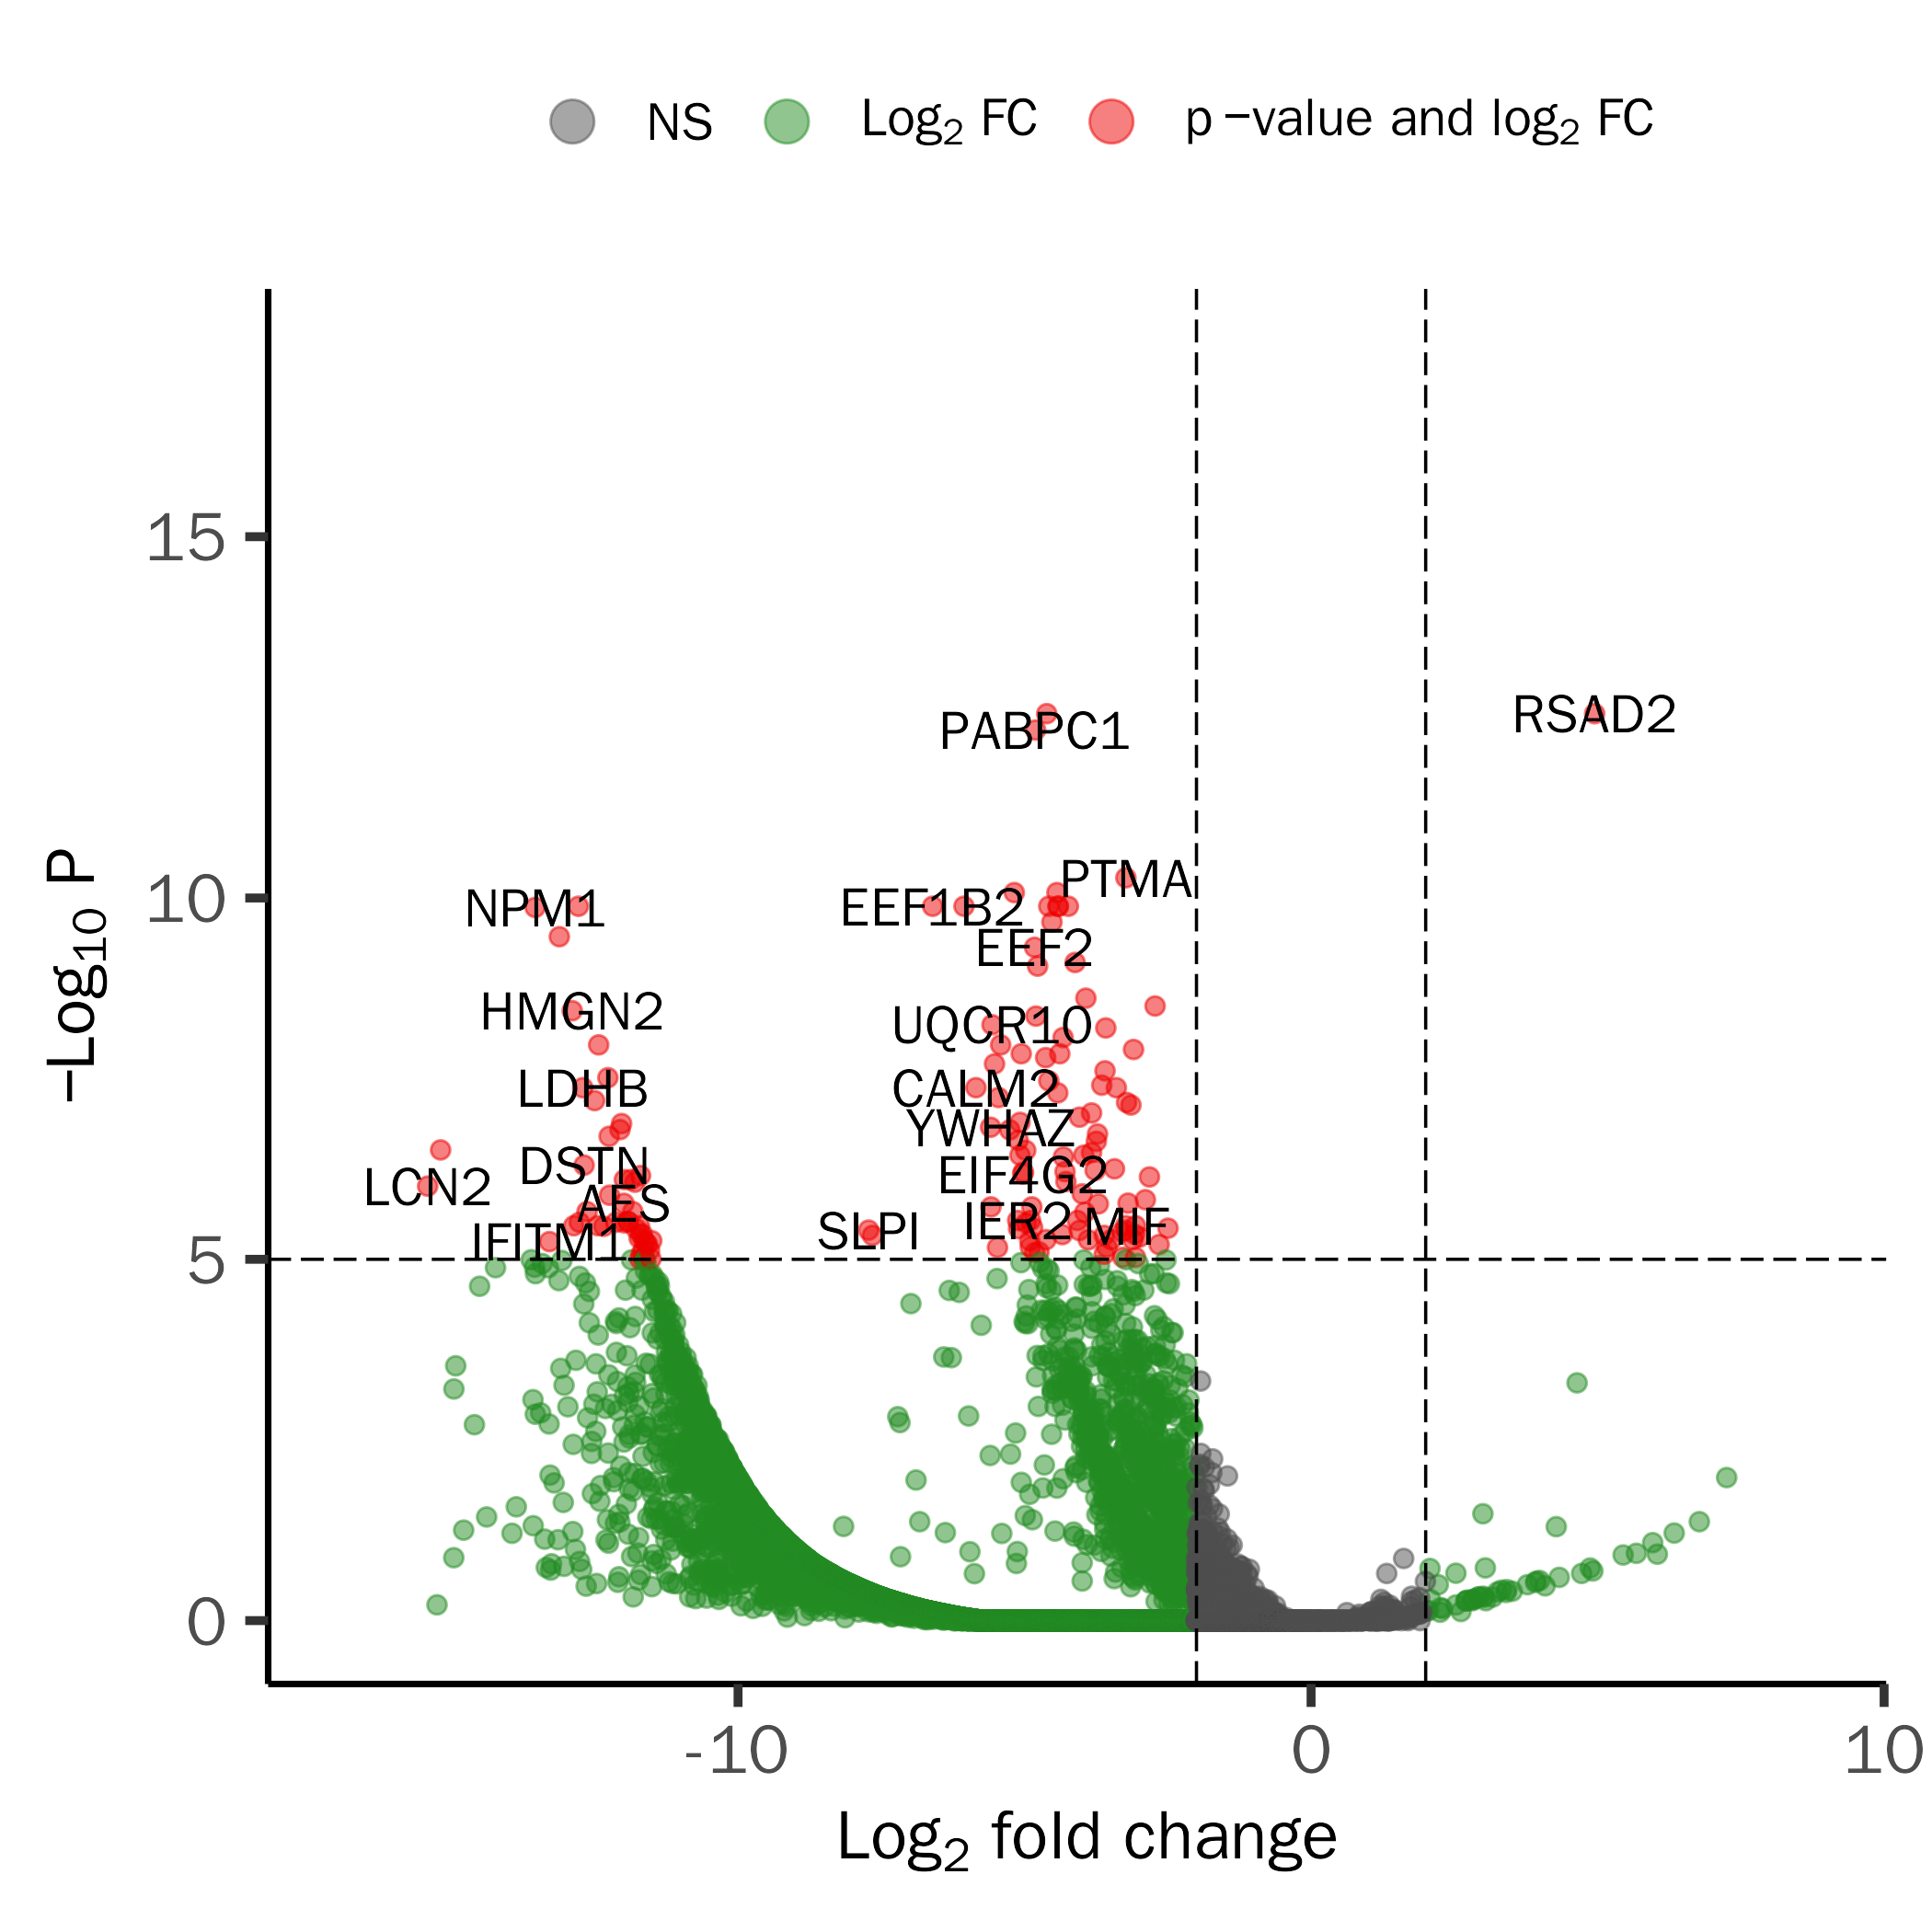 NS Log2 FC p −value and log2 FC
−Log10 P
15
10
5
0
PABPC1
RSAD2
PTMA
NPM1
EEF1B2
EEF2
HMGN2
UQCR10
LDHB
CALM2
YWHAZ
DSTN
LCN2
EIF4G2
AES
IER2
MIF
SLPI
IFITM1
-10 0 10
Log2 fold change